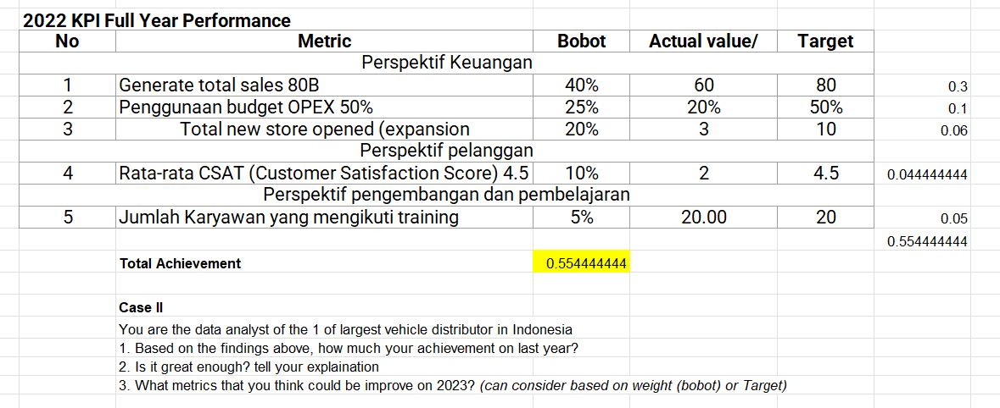 2022 KPI Full Year Performance
No Metric Bobot Actual value/ Target
Perspektif Keuangan
1 Generate total sales 80B 40% 60 80 0.3
2 Penggunaan budget OPEX 50% 25% 20% 50% 0.1
3 Total new store opened (expansion 20% 3 10 0.06
Perspektif pelanggan
4 Rata-rata CSAT (Customer Satisfaction Score) 4.5 10% 2 4.5 0.044444444
Perspektif pengembangan dan pembelajaran
5 Jumlah Karyawan yang mengikuti training 5% 20.00 20 0.05
0.554444444
Total Achievement 0.554444444
Case II
You are the data analyst of the 1 of largest vehicle distributor in Indonesia
1. Based on the findings above, how much your achievement on last year?
2. Is it great enough? tell your explaination
3. What metrics that you think could be improve on 2023? (can consider based on weight (bobot) or Target)